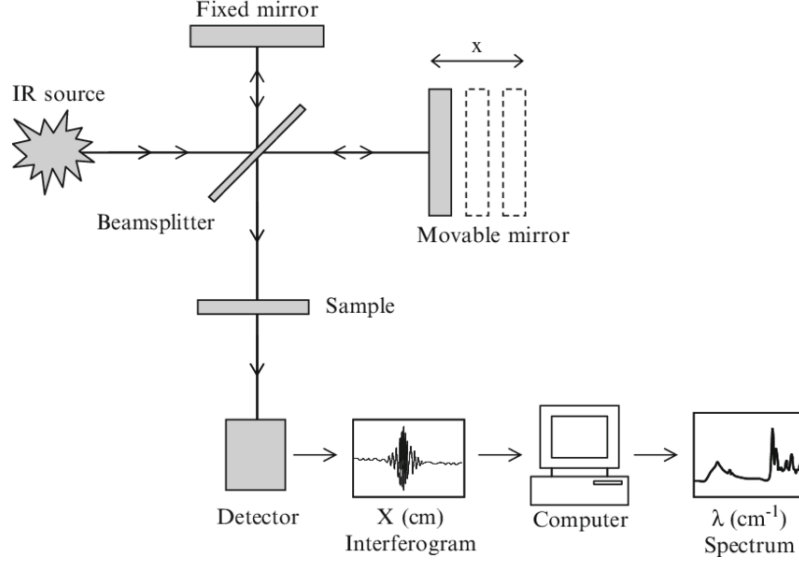 Fixed mirror
x
IR source
Beamsplitter
Movable mirror
Sample
Detector
X (cm)
Interferogram
Computer
λ (cm⁻¹)
Spectrum